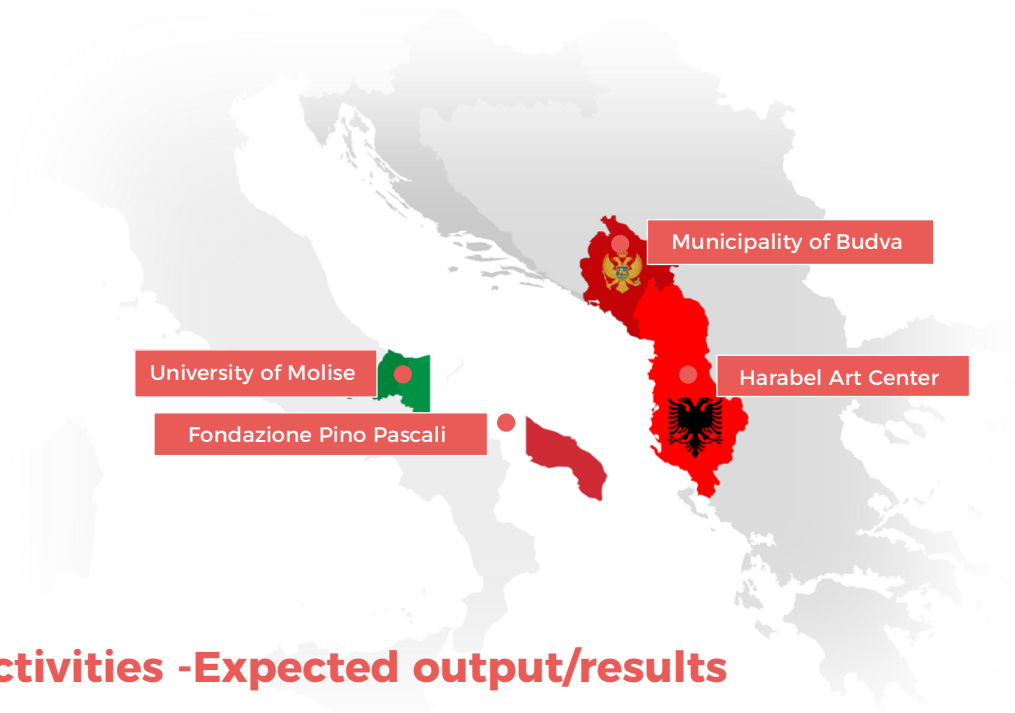 Municipality of Budva
University of Molise
Harabel Art Center
Fondazione Pino Pascali
ctivities -Expected output/results